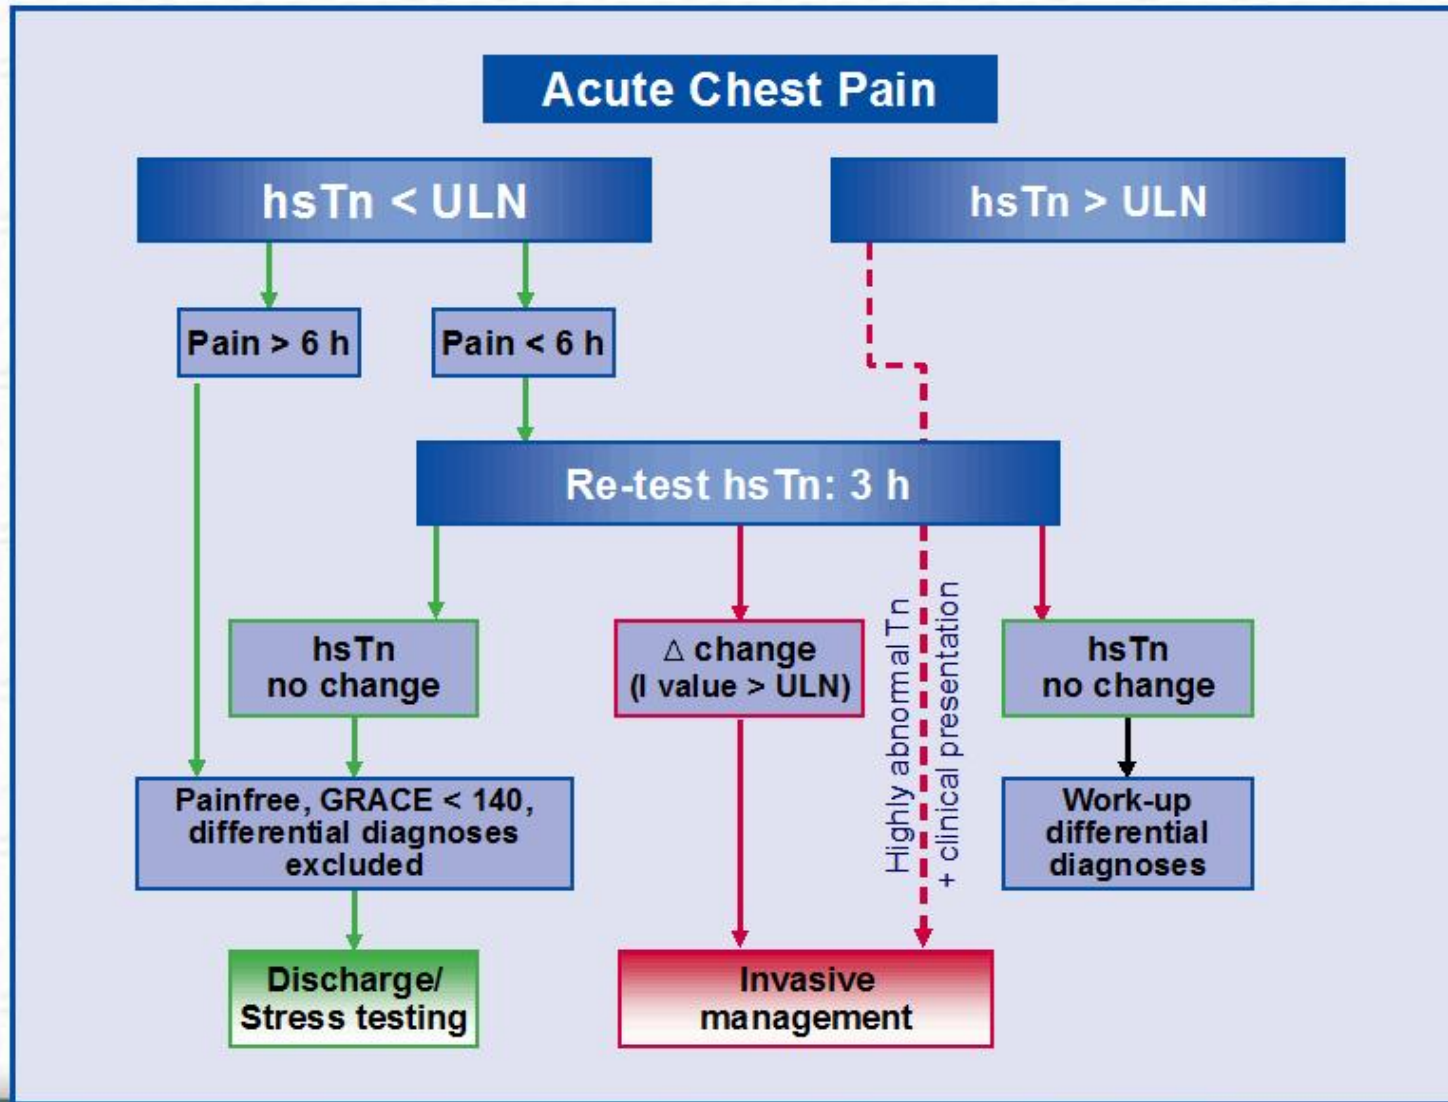 Acute Chest Pain
hsTn < ULN
hsTn > ULN
Pain > 6 h
Pain < 6 h
Re-test hsTn: 3 h
hsTn
no change
Δ change
(I value > ULN)
Highly abnormal Tn
+ clinical presentation
hsTn
no change
Painfree, GRACE < 140,
differential diagnoses
excluded
Work-up
differential
diagnoses
Discharge/
Stress testing
Invasive
management